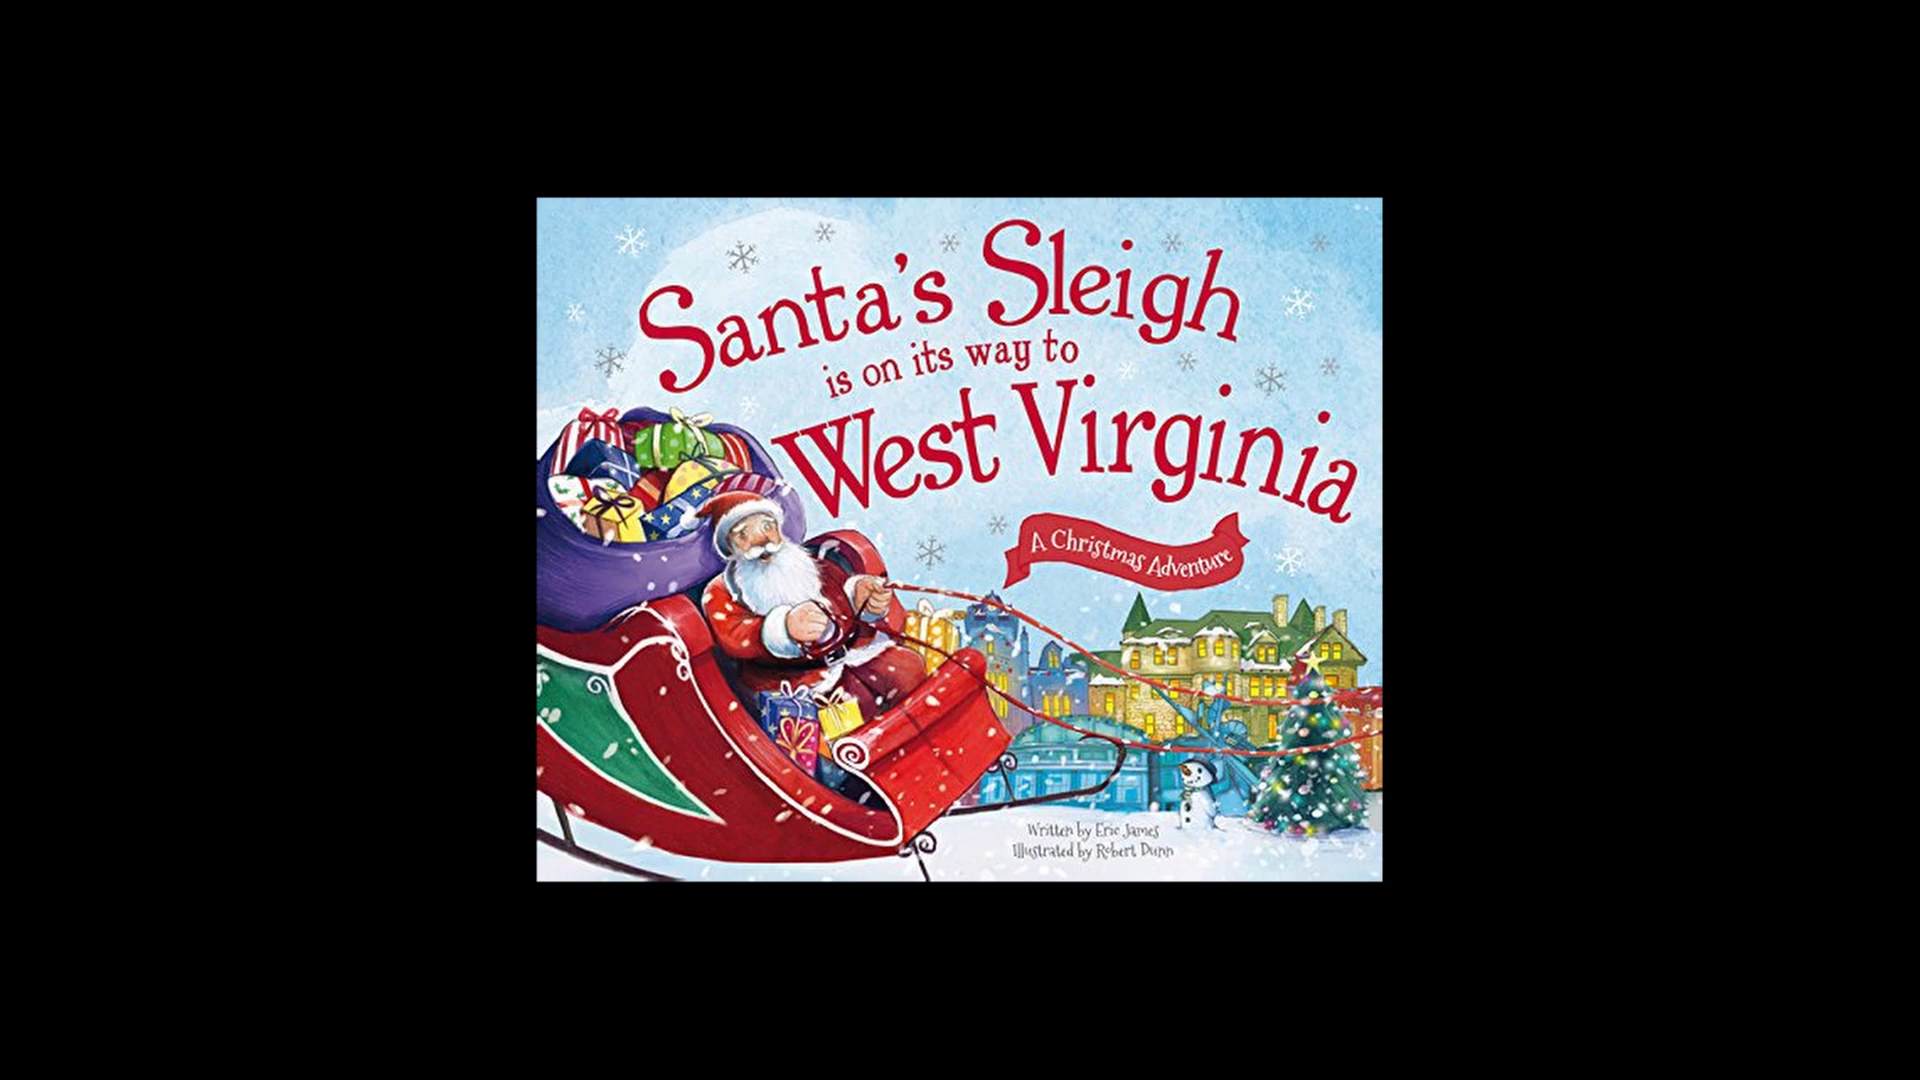 Santa's Sleigh
is on its way to
West Virginia
A Christmas Adventure
Written by Eric James
Illustrated by Robert Dunn